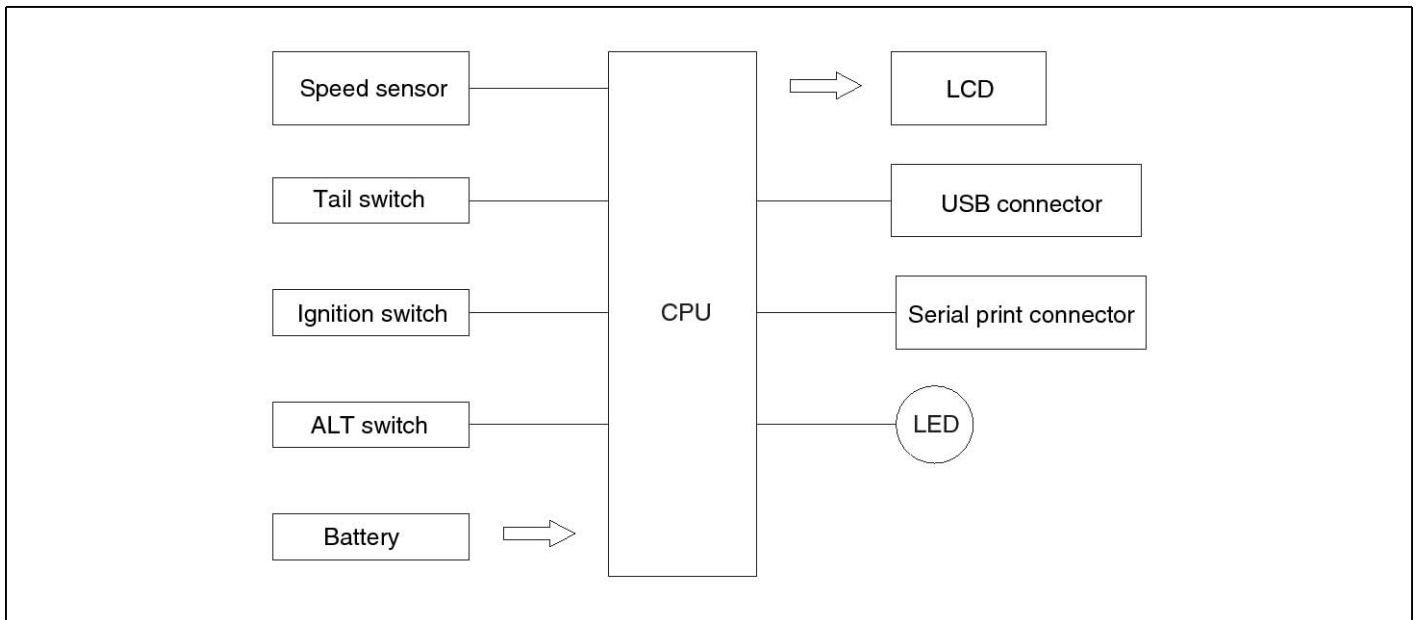 Speed sensor
Tail switch
Ignition switch
ALT switch
Battery
CPU
LCD
USB connector
Serial print connector
LED